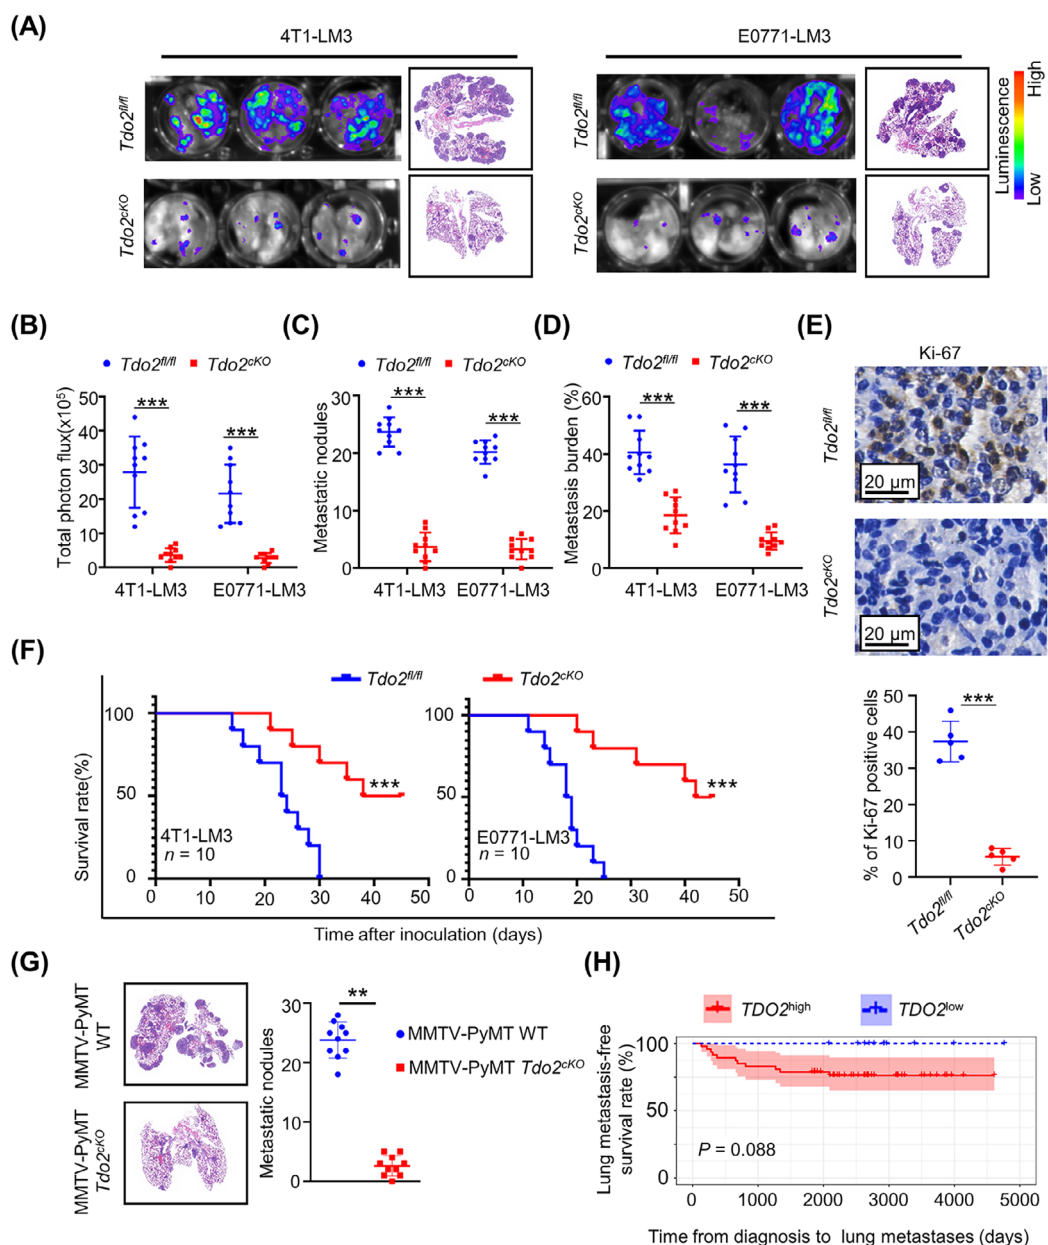 (A)
4T1-LM3
E0771-LM3
Tdo2fl/fl
Tdo2cKO
Tdo2fl/fl
Tdo2cKO
Luminescence
Low
High
(B)
Tdo2fl/fl
Tdo2cKO
Total photon flux(x10⁵)
50
40
30
20
10
0
***
***
4T1-LM3
E0771-LM3
(C)
Tdo2fl/fl
Tdo2cKO
Metastatic nodules
30
20
10
0
***
***
4T1-LM3
E0771-LM3
(D)
Tdo2fl/fl
Tdo2cKO
Metastasis burden (%)
60
40
20
0
***
***
4T1-LM3
E0771-LM3
(E)
Ki-67
Tdo2fl/fl
20 µm
Tdo2cKO
20 µm
% of Ki-67 positive cells
50
40
30
20
10
0
***
Tdo2fl/fl
Tdo2cKO
(F)
Tdo2fl/fl
Tdo2cKO
Survival rate(%)
100
50
0
4T1-LM3
n = 10
***
0
20
40
50
100
50
0
E0771-LM3
n = 10
***
0
10
20
30
40
50
Time after inoculation (days)
(G)
MMTV-PyMT
WT
MMTV-PyMT
Tdo2cKO
Metastatic nodules
30
20
10
0
**
MMTV-PyMT WT
MMTV-PyMT Tdo2cKO
(H)
TDO2high
TDO2low
Lung metastasis-free
survival rate (%)
100
50
0
P = 0.088
0
1000
2000
3000
4000
5000
Time from diagnosis to lung metastases (days)